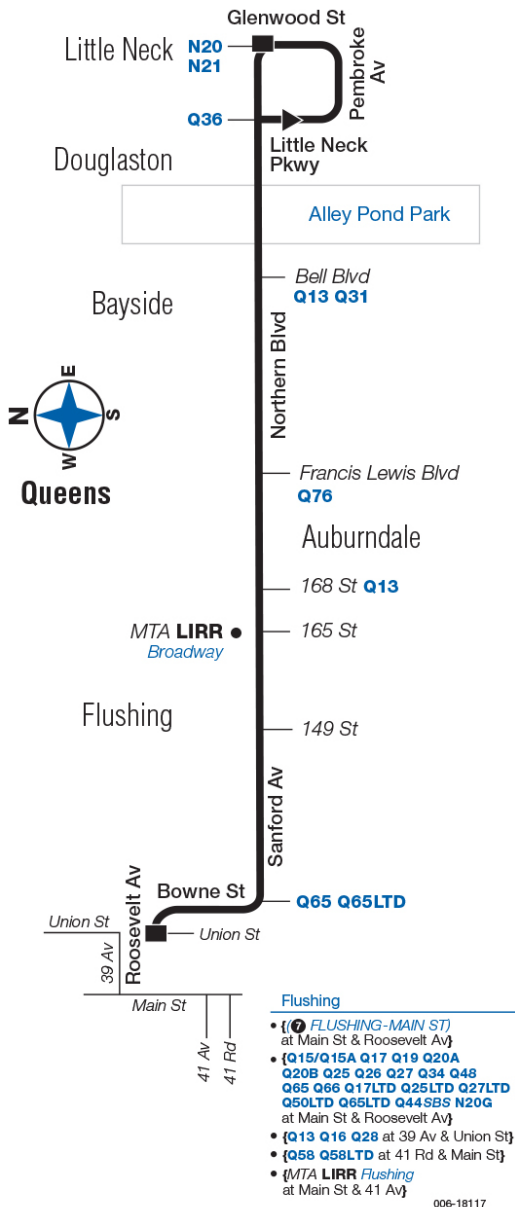 Glenwood St
Little Neck
N20
N21
Pembroke
Av
Q36
Little Neck
Pkwy
Douglaston
Alley Pond Park
Bell Blvd
Q13 Q31
Bayside
Northern Blvd
N
E
S
W
Queens
Francis Lewis Blvd
Q76
Auburndale
168 St Q13
MTA LIRR
Broadway
165 St
Flushing
149 St
Sanford Av
Bowne St
Q65 Q65LTD
Roosevelt Av
Union St
Union St
39 Av
Main St
41 Av
41 Rd
Flushing
• {(7 FLUSHING-MAIN ST)
at Main St & Roosevelt Av}
• {Q15/Q15A Q17 Q19 Q20A
Q20B Q25 Q26 Q27 Q34 Q48
Q65 Q66 Q17LTD Q25LTD Q27LTD
Q50LTD Q65LTD Q44SBS N20G
at Main St & Roosevelt Av}
• {Q13 Q16 Q28 at 39 Av & Union St}
• {Q58 Q58LTD at 41 Rd & Main St}
• {MTA LIRR Flushing
at Main St & 41 Av}
006-18117